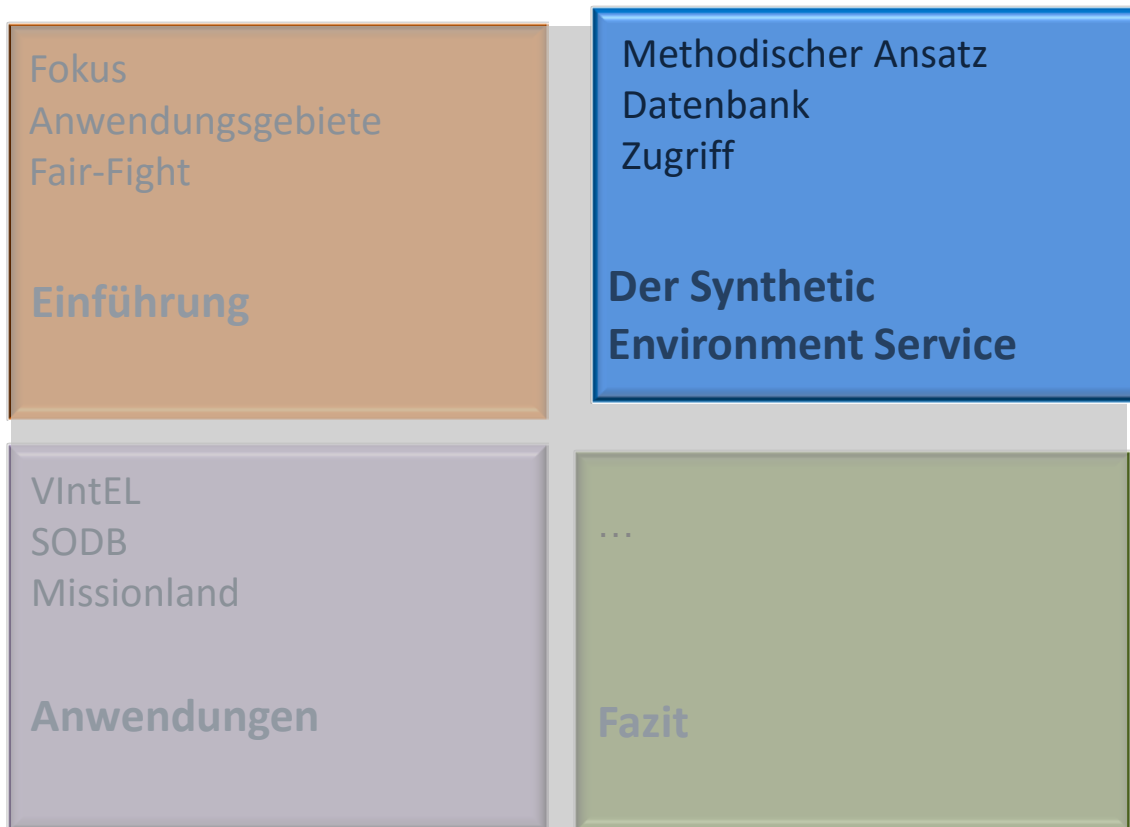 Fokus
Anwendungsgebiete
Fair-Fight
Einführung
Methodischer Ansatz
Datenbank
Zugriff
Der Synthetic
Environment Service
VIntEL
SODB
Missionland
Anwendungen
…
Fazit